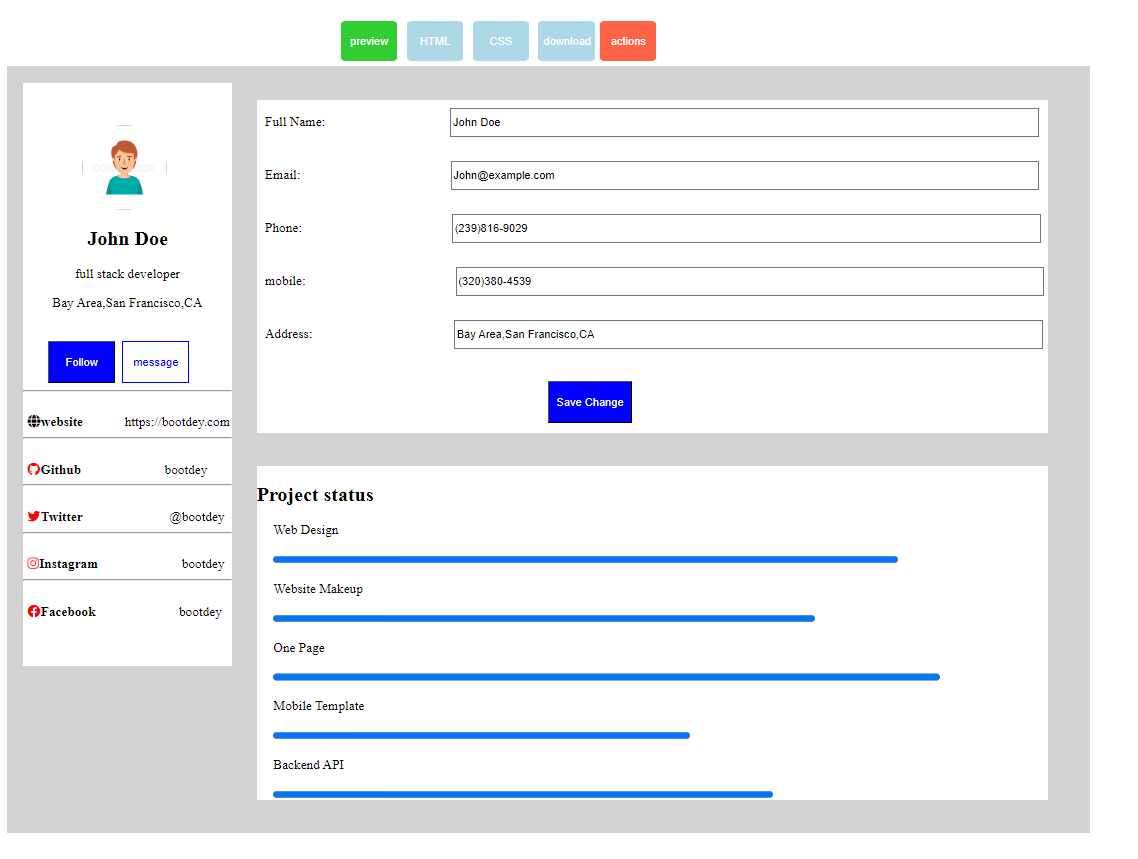 preview HTML CSS download actions
John Doe
full stack developer
Bay Area,San Francisco,CA
Follow message
website https://bootdey.com
Github bootdey
Twitter @bootdey
Instagram bootdey
Facebook bootdey
Full Name: John Doe
Email: John@example.com
Phone: (239)816-9029
mobile: (320)380-4539
Address: Bay Area,San Francisco,CA
Save Change
Project status
Web Design
Website Makeup
One Page
Mobile Template
Backend API